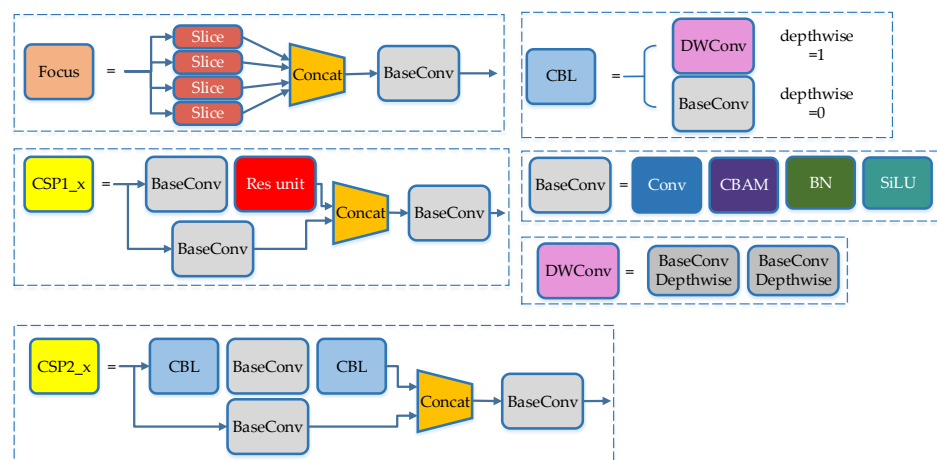 Focus
=
Slice
Slice
Slice
Slice
Concat
BaseConv
CBL
=
DWConv
depthwise
=1
BaseConv
depthwise
=0
CSP1_x
=
BaseConv
Res unit
BaseConv
Concat
BaseConv
BaseConv
=
Conv
CBAM
BN
SiLU
DWConv
=
BaseConv
Depthwise
BaseConv
Depthwise
CSP2_x
=
CBL
BaseConv
CBL
BaseConv
Concat
BaseConv